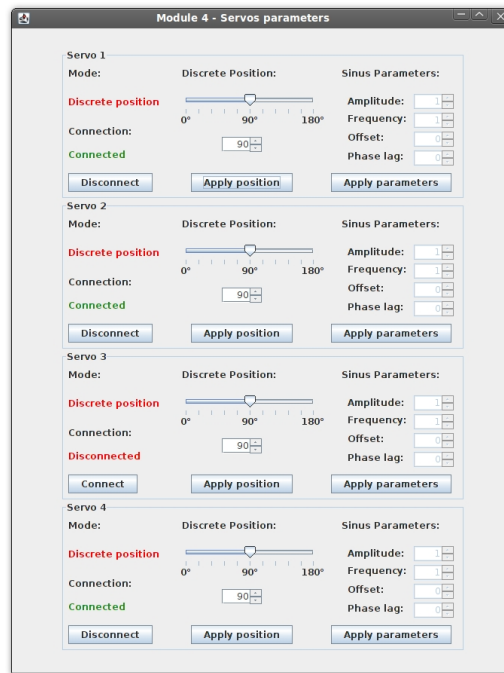 Module 4 - Servos parameters
Servo 1
Mode: Discrete Position: Sinus Parameters:
Discrete position Amplitude: 1
0° 90° 180° Frequency: 1
Connection: 90 Offset: 0
Connected Phase lag: 0
Disconnect Apply position Apply parameters
Servo 2
Mode: Discrete Position: Sinus Parameters:
Discrete position Amplitude: 1
0° 90° 180° Frequency: 1
Connection: 90 Offset: 0
Connected Phase lag: 0
Disconnect Apply position Apply parameters
Servo 3
Mode: Discrete Position: Sinus Parameters:
Discrete position Amplitude: 1
0° 90° 180° Frequency: 1
Connection: 90 Offset: 0
Disconnected Phase lag: 0
Connect Apply position Apply parameters
Servo 4
Mode: Discrete Position: Sinus Parameters:
Discrete position Amplitude: 1
0° 90° 180° Frequency: 1
Connection: 90 Offset: 0
Connected Phase lag: 0
Disconnect Apply position Apply parameters